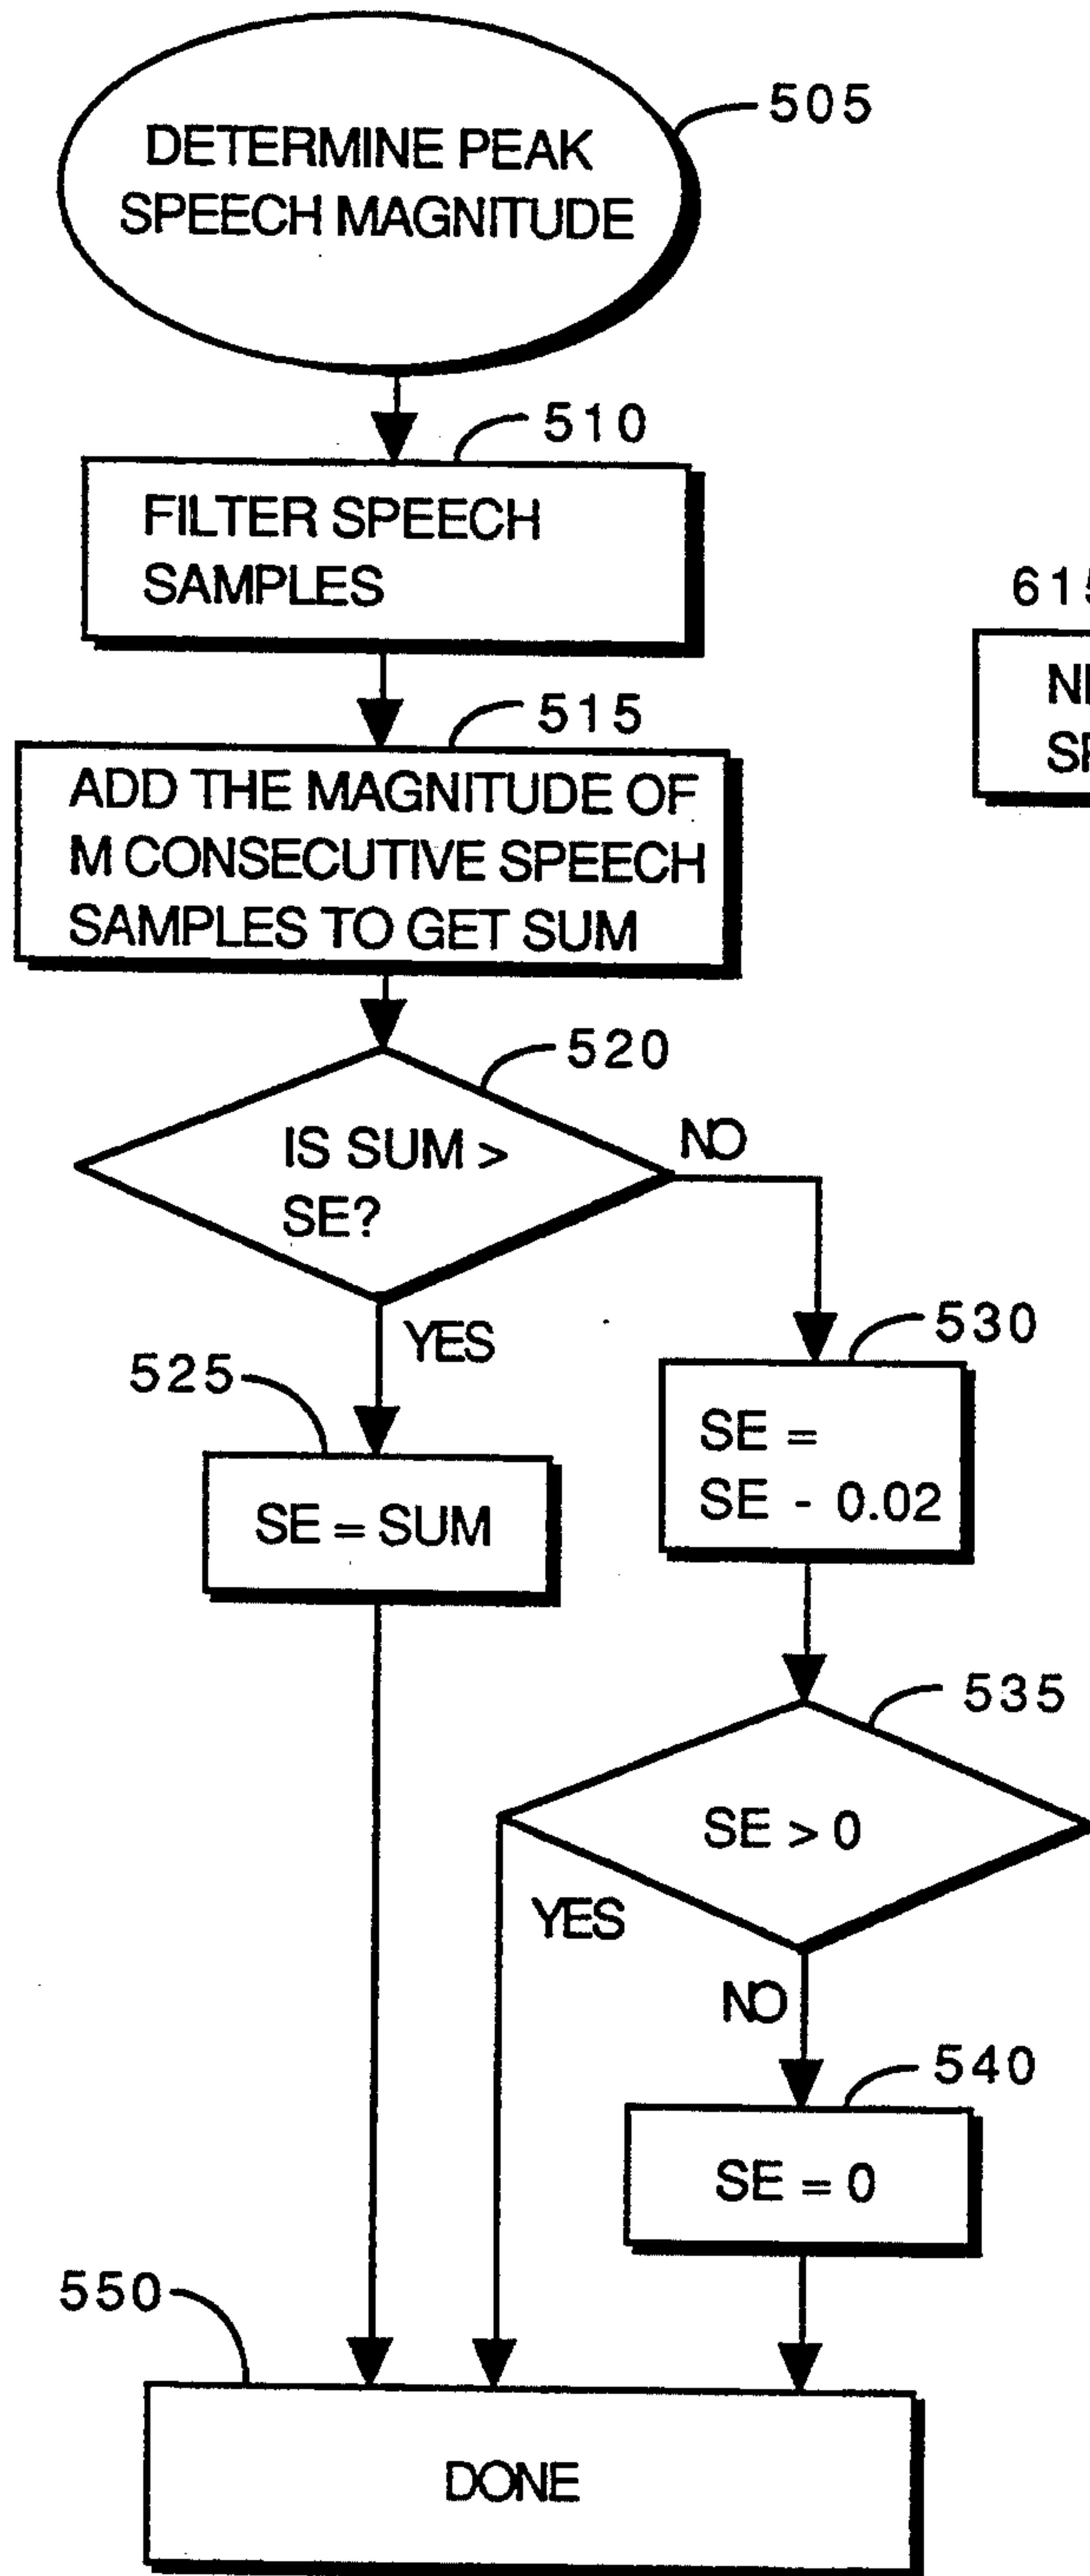 505
DETERMINE PEAK
SPEECH MAGNITUDE
510
FILTER SPEECH
SAMPLES
515
ADD THE MAGNITUDE OF
M CONSECUTIVE SPEECH
SAMPLES TO GET SUM
520
IS SUM >
SE?
NO
YES
525
SE = SUM
530
SE =
SE - 0.02
535
SE > 0
YES
NO
540
SE = 0
550
DONE
615